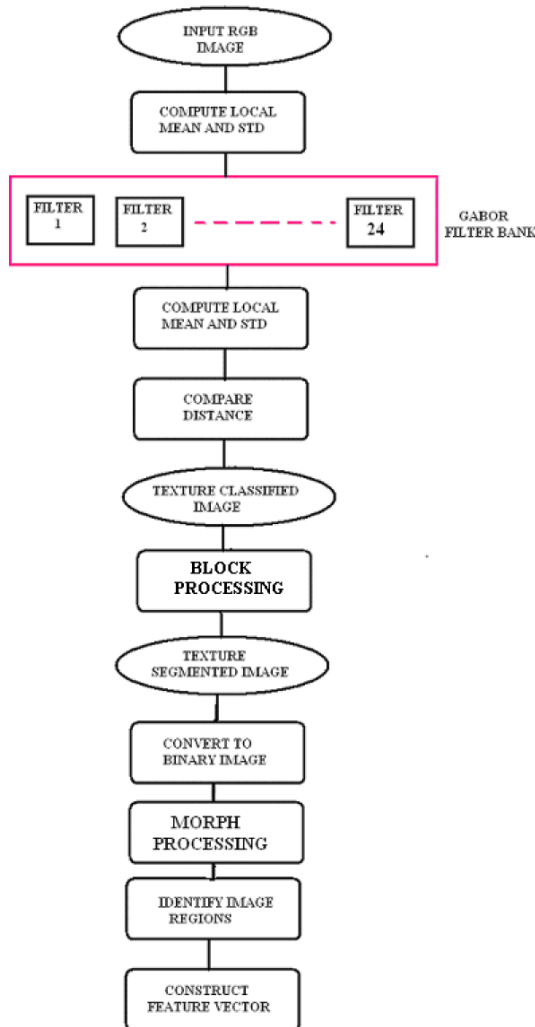 INPUT RGB
IMAGE
COMPUTE LOCAL
MEAN AND STD
FILTER
1
FILTER
2
FILTER
24
GABOR
FILTER BANK
COMPUTE LOCAL
MEAN AND STD
COMPARE
DISTANCE
TEXTURE CLASSIFIED
IMAGE
BLOCK
PROCESSING
TEXTURE
SEGMENTED IMAGE
CONVERT TO
BINARY IMAGE
MORPH
PROCESSING
IDENTIFY IMAGE
REGIONS
CONSTRUCT
FEATURE VECTOR